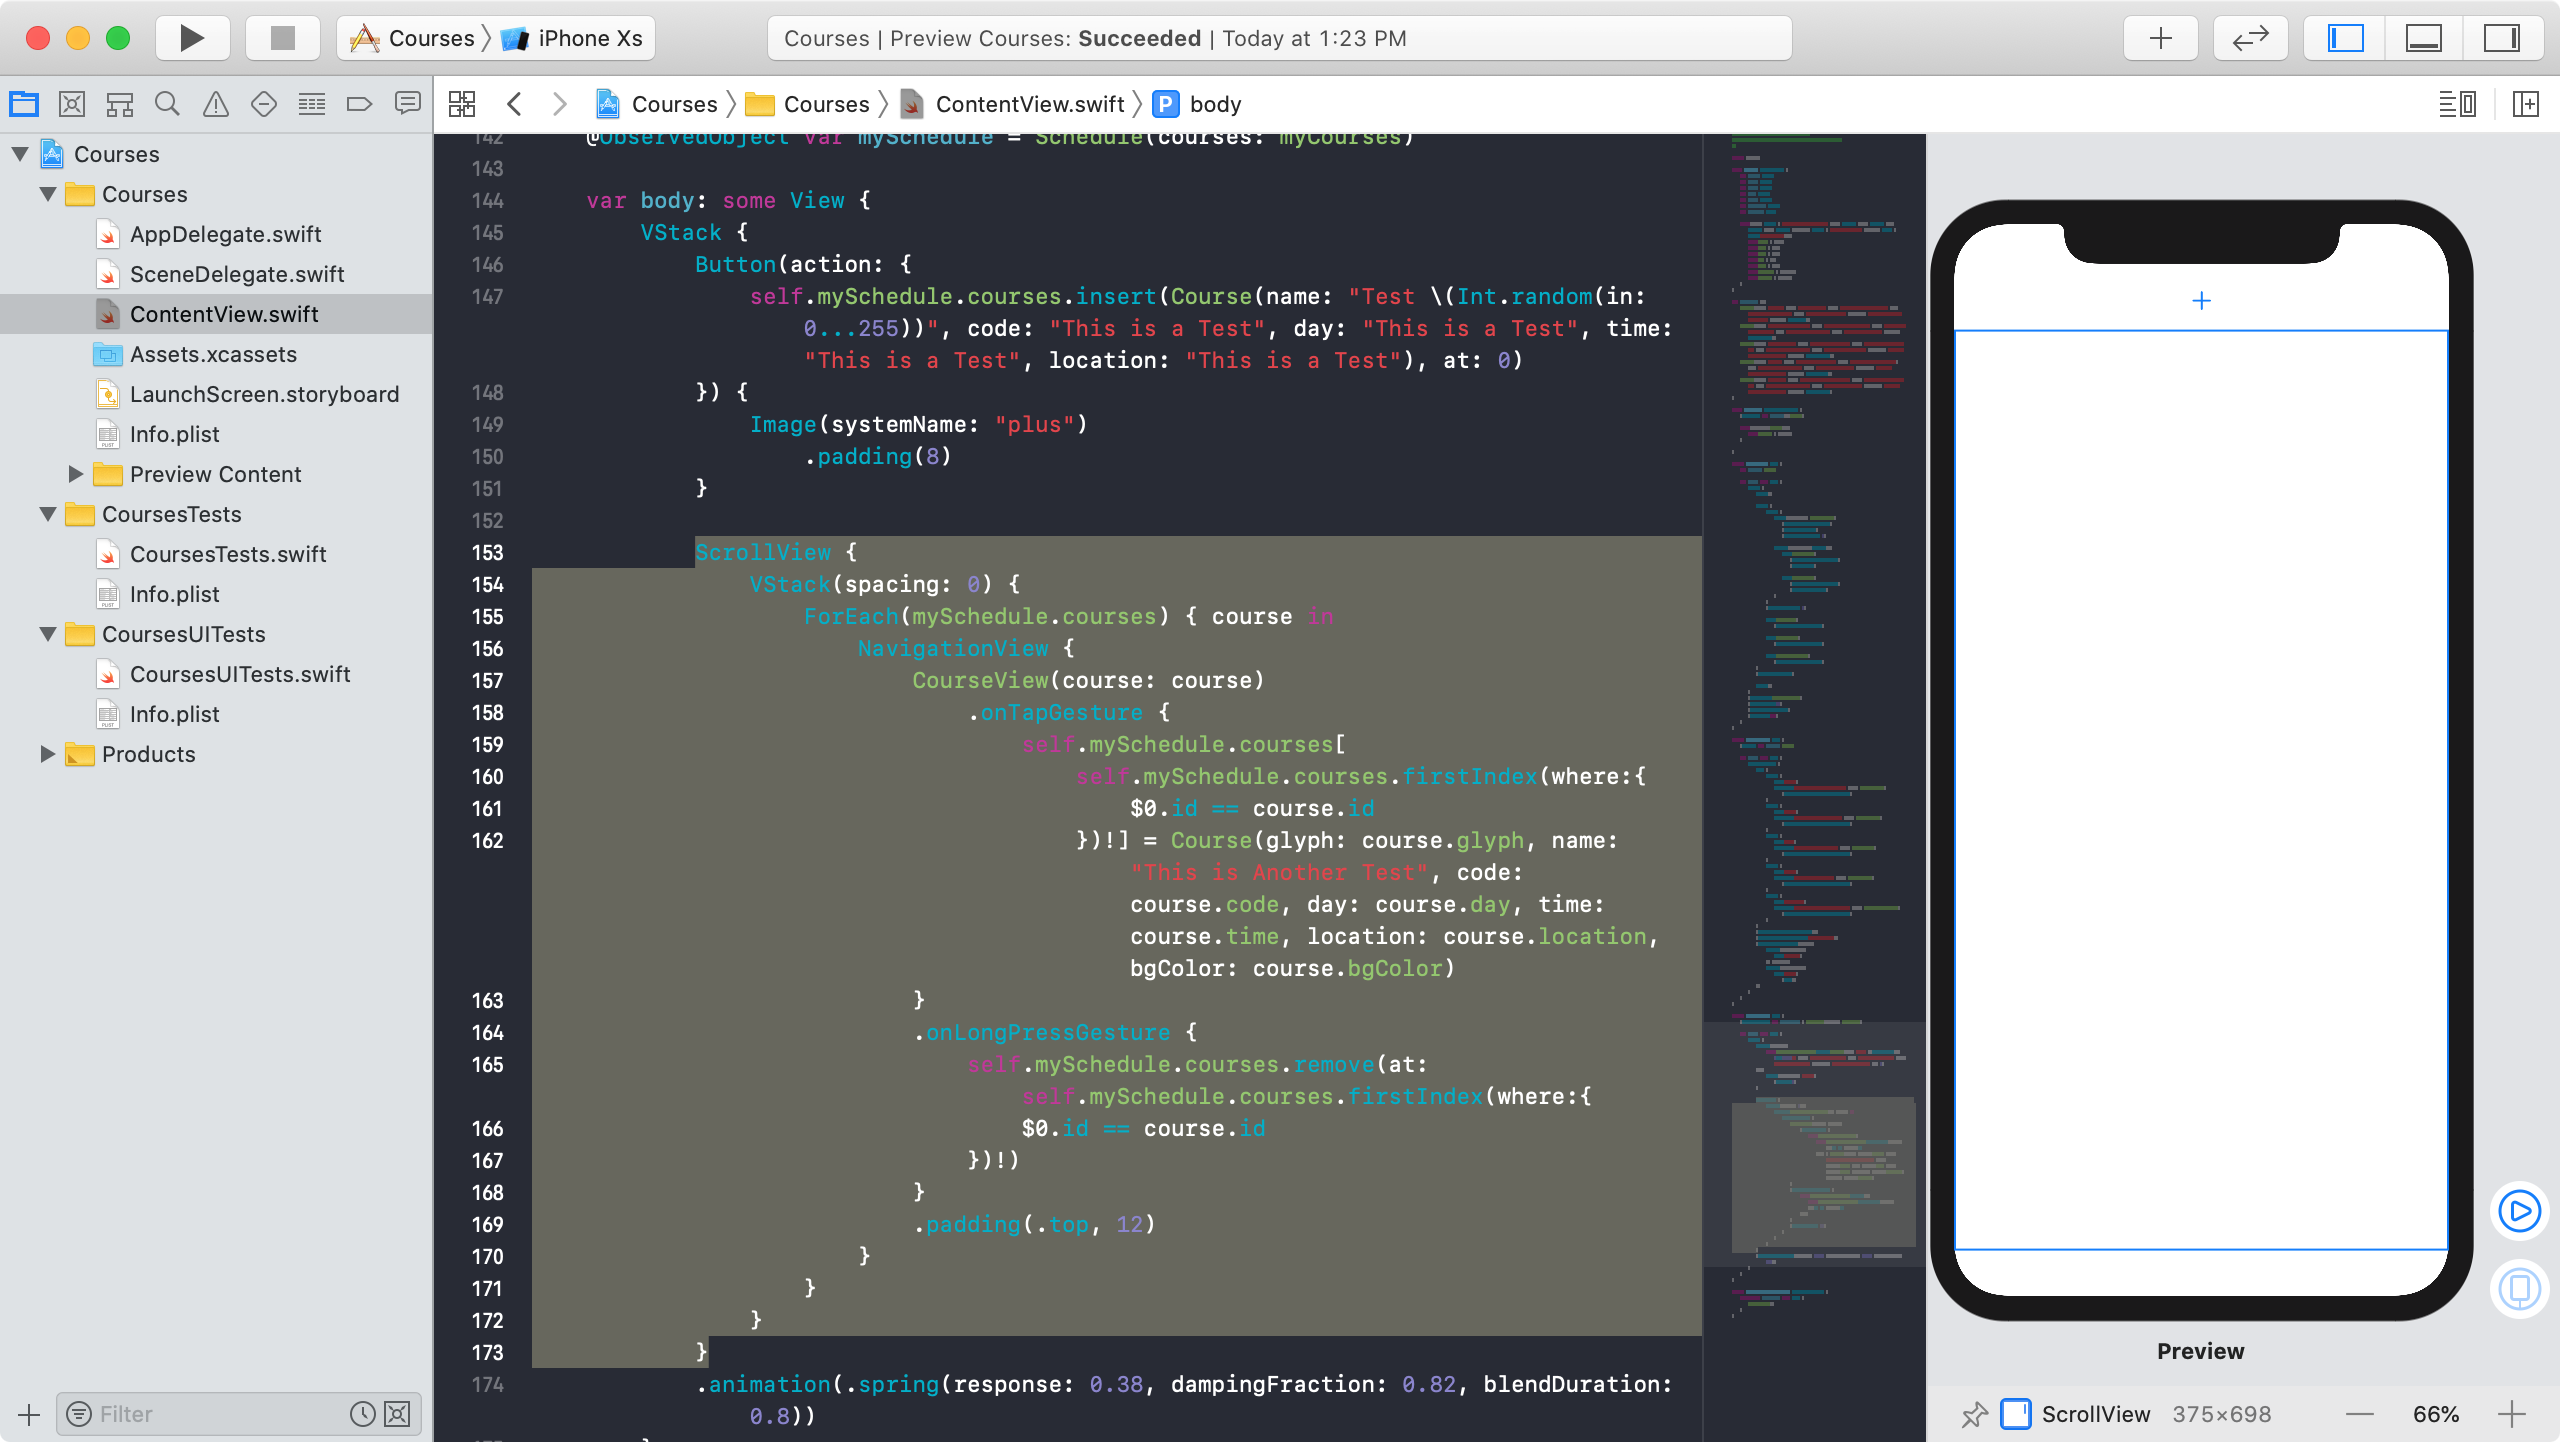 Courses
iPhone Xs
Courses | Preview Courses: Succeeded | Today at 1:23 PM
Courses
Courses
ContentView.swift
P
body
Courses
Courses
AppDelegate.swift
SceneDelegate.swift
ContentView.swift
Assets.xcassets
LaunchScreen.storyboard
Info.plist
Preview Content
CoursesTests
CoursesTests.swift
Info.plist
CoursesUITests
CoursesUITests.swift
Info.plist
Products
Filter
142 @ObservedObject var mySchedule = Schedule(courses: myCourses)
143
144 var body: some View {
145 VStack {
146 Button(action: {
147 self.mySchedule.courses.insert(Course(name: "Test \(Int.random(in:
0...255))", code: "This is a Test", day: "This is a Test", time:
"This is a Test", location: "This is a Test"), at: 0)
148 }) {
149 Image(systemName: "plus")
150 .padding(8)
151 }
152
153 ScrollView {
154 VStack(spacing: 0) {
155 ForEach(mySchedule.courses) { course in
156 NavigationView {
157 CourseView(course: course)
158 .onTapGesture {
159 self.mySchedule.courses[
160 self.mySchedule.courses.firstIndex(where:{
161 $0.id == course.id
162 })!] = Course(glyph: course.glyph, name:
"This is Another Test", code:
course.code, day: course.day, time:
course.time, location: course.location,
bgColor: course.bgColor)
163 }
164 .onLongPressGesture {
165 self.mySchedule.courses.remove(at:
self.mySchedule.courses.firstIndex(where:{
166 $0.id == course.id
167 })!)
168 }
169 .padding(.top, 12)
170 }
171 }
172 }
173 }
174 .animation(.spring(response: 0.38, dampingFraction: 0.82, blendDuration:
0.8))
Preview
ScrollView 375×698
66%